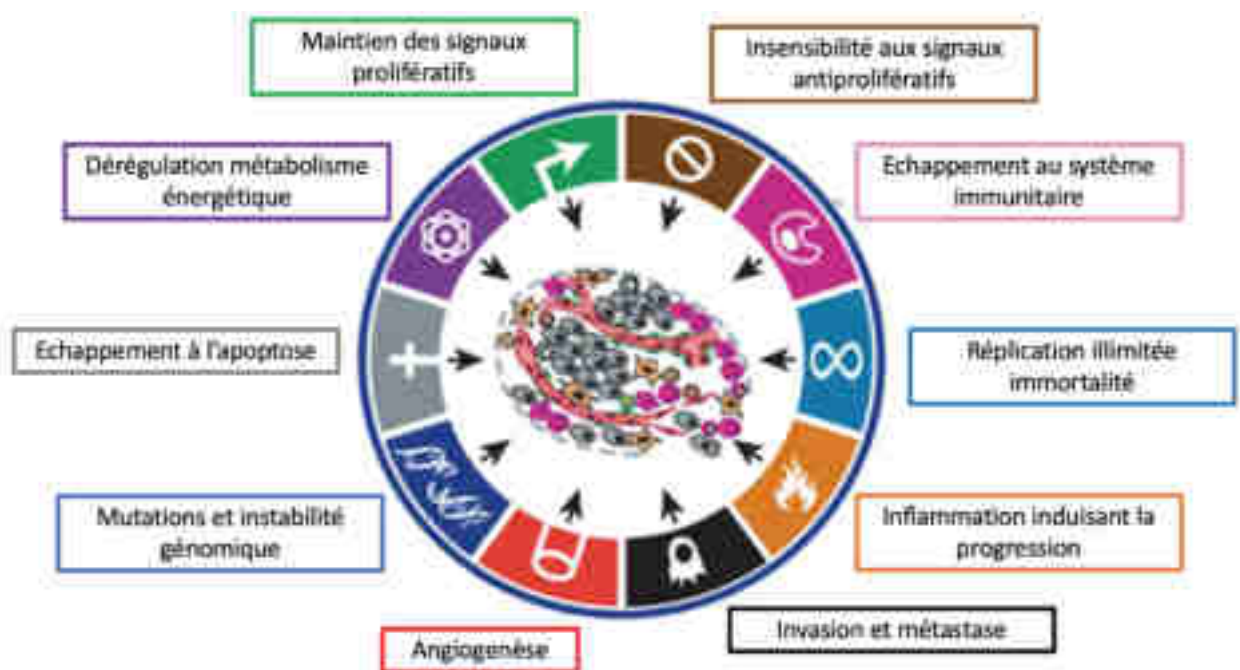 Maintien des signaux
prolifératifs
Insensibilité aux signaux
antiprolifératifs
Dérégulation métabolisme
énergétique
Echappement au système
immunitaire
Echappement à l'apoptose
Réplication illimitée
immortalité
Mutations et instabilité
génomique
Inflammation induisant la
progression
Angiogenèse
Invasion et métastase